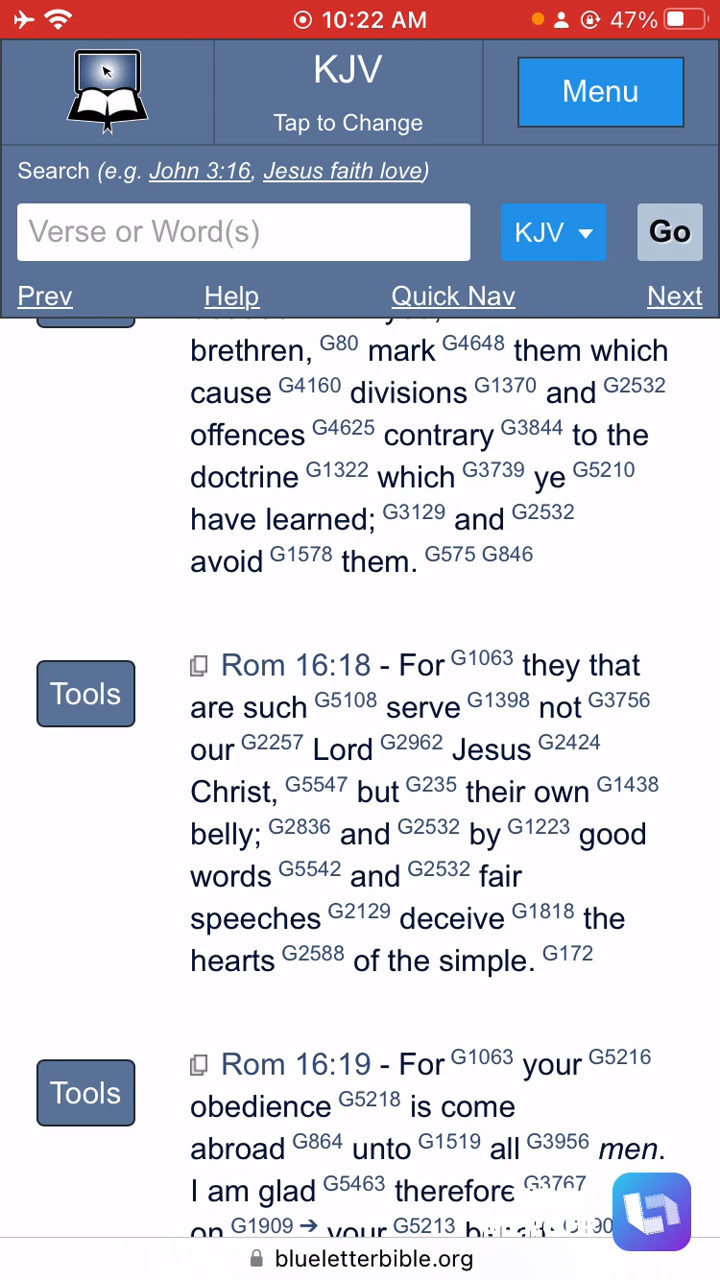 10:22 AM
47%
KJV
Tap to Change
Menu
Search (e.g. John 3:16, Jesus faith love)
Verse or Word(s)
KJV
Go
Prev Help Quick Nav Next
brethren, G80 mark G4648 them which
cause G4160 divisions G1370 and G2532
offences G4625 contrary G3844 to the
doctrine G1322 which G3739 ye G5210
have learned; G3129 and G2532
avoid G1578 them. G575 G846
Tools
Rom 16:18 - For G1063 they that
are such G5108 serve G1398 not G3756
our G2257 Lord G2962 Jesus G2424
Christ, G5547 but G235 their own G1438
belly; G2836 and G2532 by G1223 good
words G5542 and G2532 fair
speeches G2129 deceive G1818 the
hearts G2588 of the simple. G172
Tools
Rom 16:19 - For G1063 your G5216
obedience G5218 is come
abroad G864 unto G1519 all G3956 men.
I am glad G5463 therefore G3767
on G1909 → your G5213
blueletterbible.org